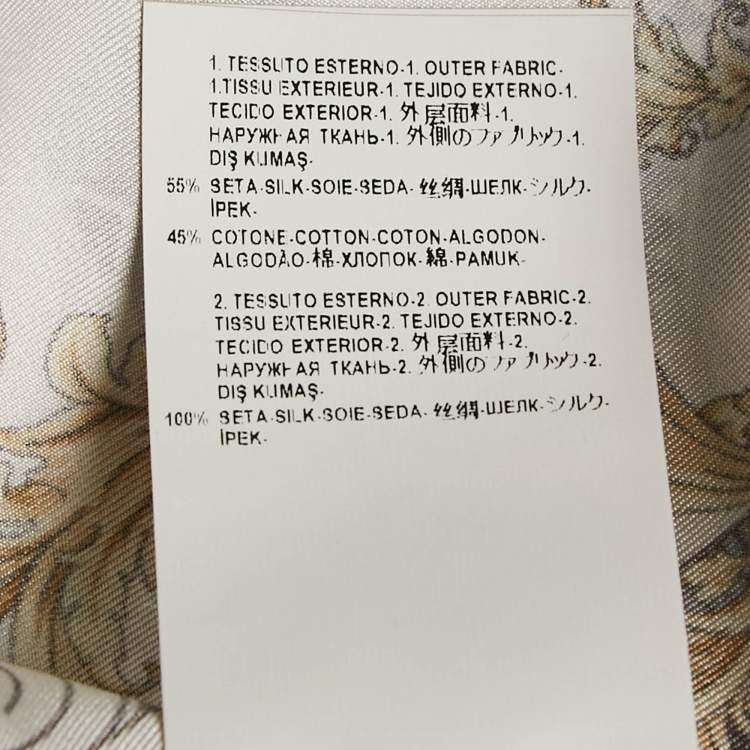 1. TESSUTO ESTERNO-1. OUTER FABRIC-
1.TISSU EXTERIEUR-1. TEJIDO EXTERNO-1.
TECIDO EXTERIOR-1. 外层面料-1.
НАРУЖНАЯ ТКАНЬ-1. 外側のファブリック-1.
DIŞ KUMAŞ-
55% SETA-SILK-SOIE-SEDA- 丝绸-ШЕЛК-シルク-
İPEK-
45% COTONE-COTTON-COTON-ALGODON-
ALGODÃO-棉-ХЛОПОК-綿-PAMUK-
2. TESSUTO ESTERNO-2. OUTER FABRIC-2.
TISSU EXTERIEUR-2. TEJIDO EXTERNO-2.
TECIDO EXTERIOR-2. 外层面料-2.
НАРУЖНАЯ ТКАНЬ-2. 外側のファブリック-2.
DIŞ KUMAŞ-
100% SETA-SILK-SOIE-SEDA- 丝绸-ШЕЛК-シルク-
İPEK-